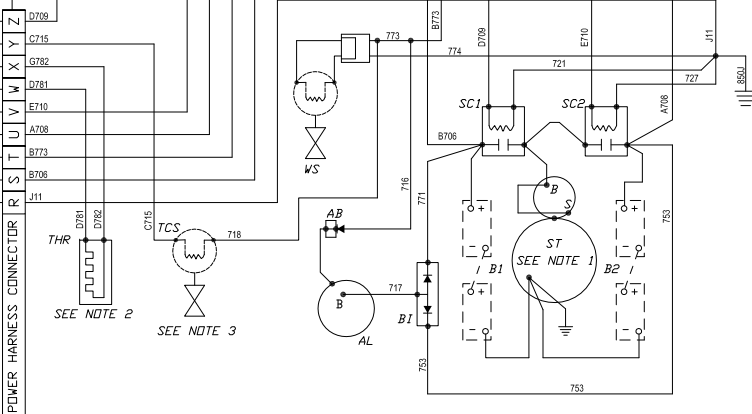 Z D709
Y C715
X G782
W D781
V E710
U A708
T B773
S B706
R J11
POWER HARNESS CONNECTOR
773
774
B773
D709
E710
J11
721
727
850J
A708
SC1
SC2
B706
WS
D781
D782
C715
TCS
718
THR
SEE NOTE 2
SEE NOTE 3
AB
716
771
717
B
AL
BI
753
+
-
+
-
B1
B
S
ST
SEE NOTE 1
B2
+
-
+
-
753
753